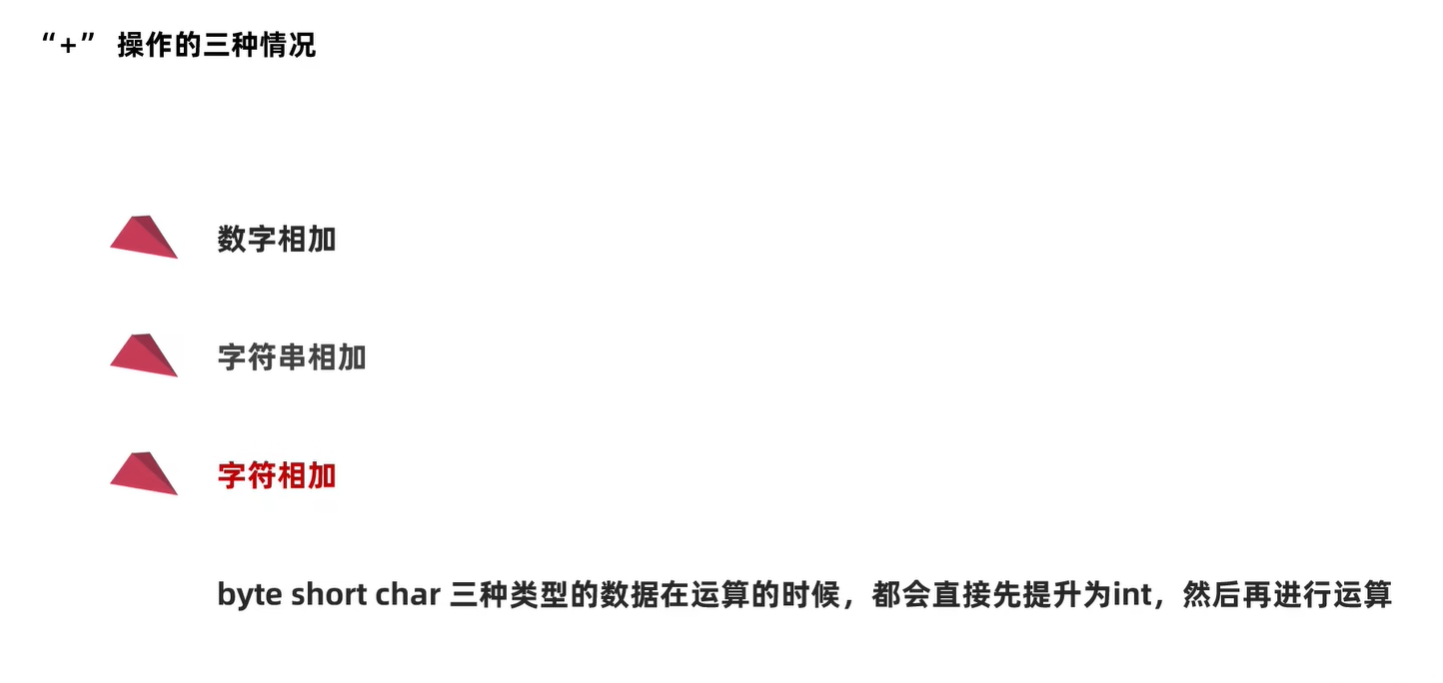 “+” 操作的三种情况
数字相加
字符串相加
字符相加
byte short char 三种类型的数据在运算的时候，都会直接先提升为int，然后再进行运算